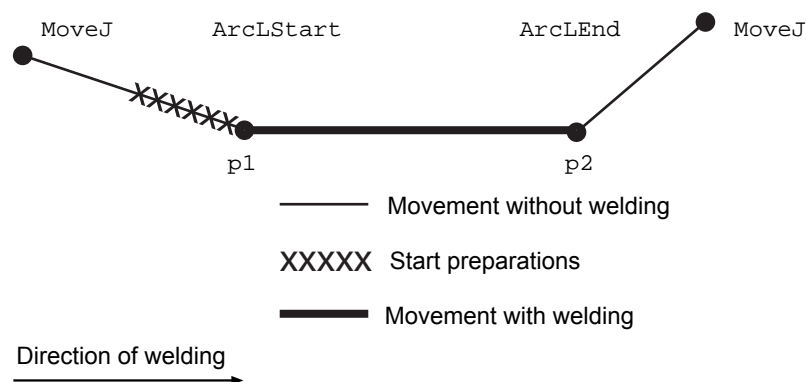 MoveJ ArcLStart ArcLEnd MoveJ
p1 p2
Movement without welding
XXXXX Start preparations
Movement with welding
Direction of welding